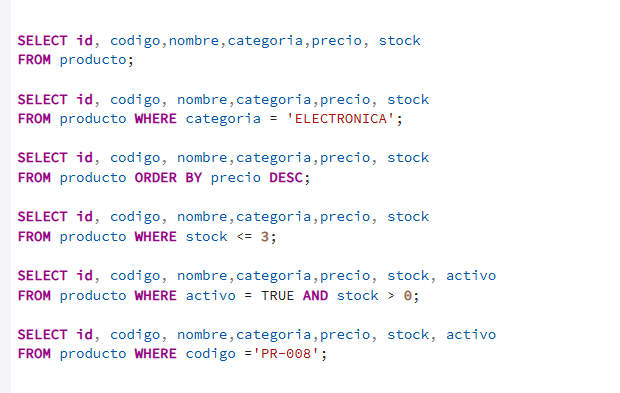 SELECT id, codigo,nombre,categoria,precio, stock
FROM producto;
SELECT id, codigo, nombre,categoria,precio, stock
FROM producto WHERE categoria = 'ELECTRONICA';
SELECT id, codigo, nombre,categoria,precio, stock
FROM producto ORDER BY precio DESC;
SELECT id, codigo, nombre,categoria,precio, stock
FROM producto WHERE stock <= 3;
SELECT id, codigo, nombre,categoria,precio, stock, activo
FROM producto WHERE activo = TRUE AND stock > 0;
SELECT id, codigo, nombre,categoria,precio, stock, activo
FROM producto WHERE codigo ='PR-008';